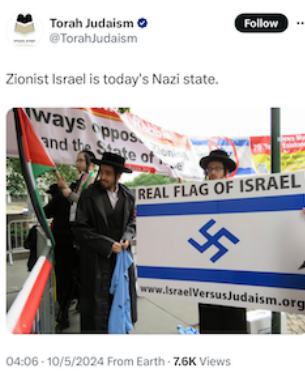 Torah Judaism
@TorahJudaism
Follow
Zionist Israel is today's Nazi state.
ways oppos
and the State of
REAL FLAG OF ISRAEL
www.IsraelVersusJudaism.org
04:06 · 10/5/2024 From Earth · 7.6K Views